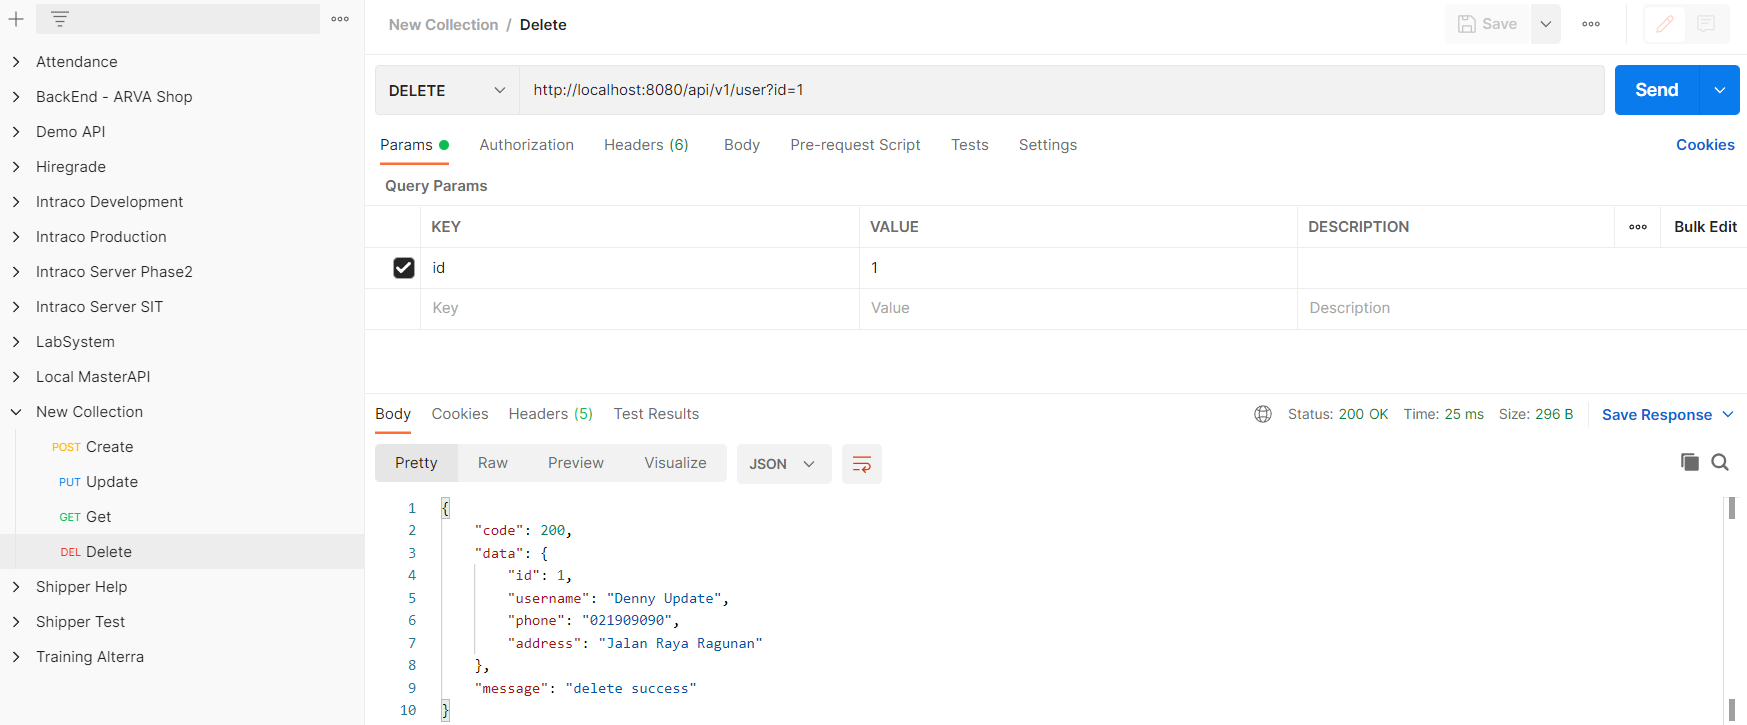 New Collection / Delete
Save
Attendance
BackEnd - ARVA Shop
Demo API
Hiregrade
Intraco Development
Intraco Production
Intraco Server Phase2
Intraco Server SIT
LabSystem
Local MasterAPI
New Collection
POST Create
PUT Update
GET Get
DEL Delete
Shipper Help
Shipper Test
Training Alterra
DELETE
http://localhost:8080/api/v1/user?id=1
Send
Params
Authorization
Headers (6)
Body
Pre-request Script
Tests
Settings
Cookies
Query Params
KEY VALUE DESCRIPTION Bulk Edit
id 1
Key Value Description
Body Cookies Headers (5) Test Results
Status: 200 OK Time: 25 ms Size: 296 B Save Response
Pretty Raw Preview Visualize JSON
1 {
2 "code": 200,
3 "data": {
4 "id": 1,
5 "username": "Denny Update",
6 "phone": "021909090",
7 "address": "Jalan Raya Ragunan"
8 },
9 "message": "delete success"
10 }